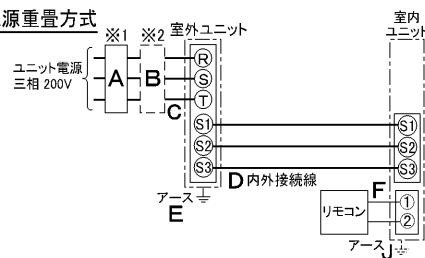 源重畳方式
※1 ※2 室外ユニット
室内
ユニット
ユニット電源
三相 200V
A B C
R
S
T
S1
S2
S3
S1
S2
S3
D 内外接続線
アース
E
F
リモコン
①
②
アース J